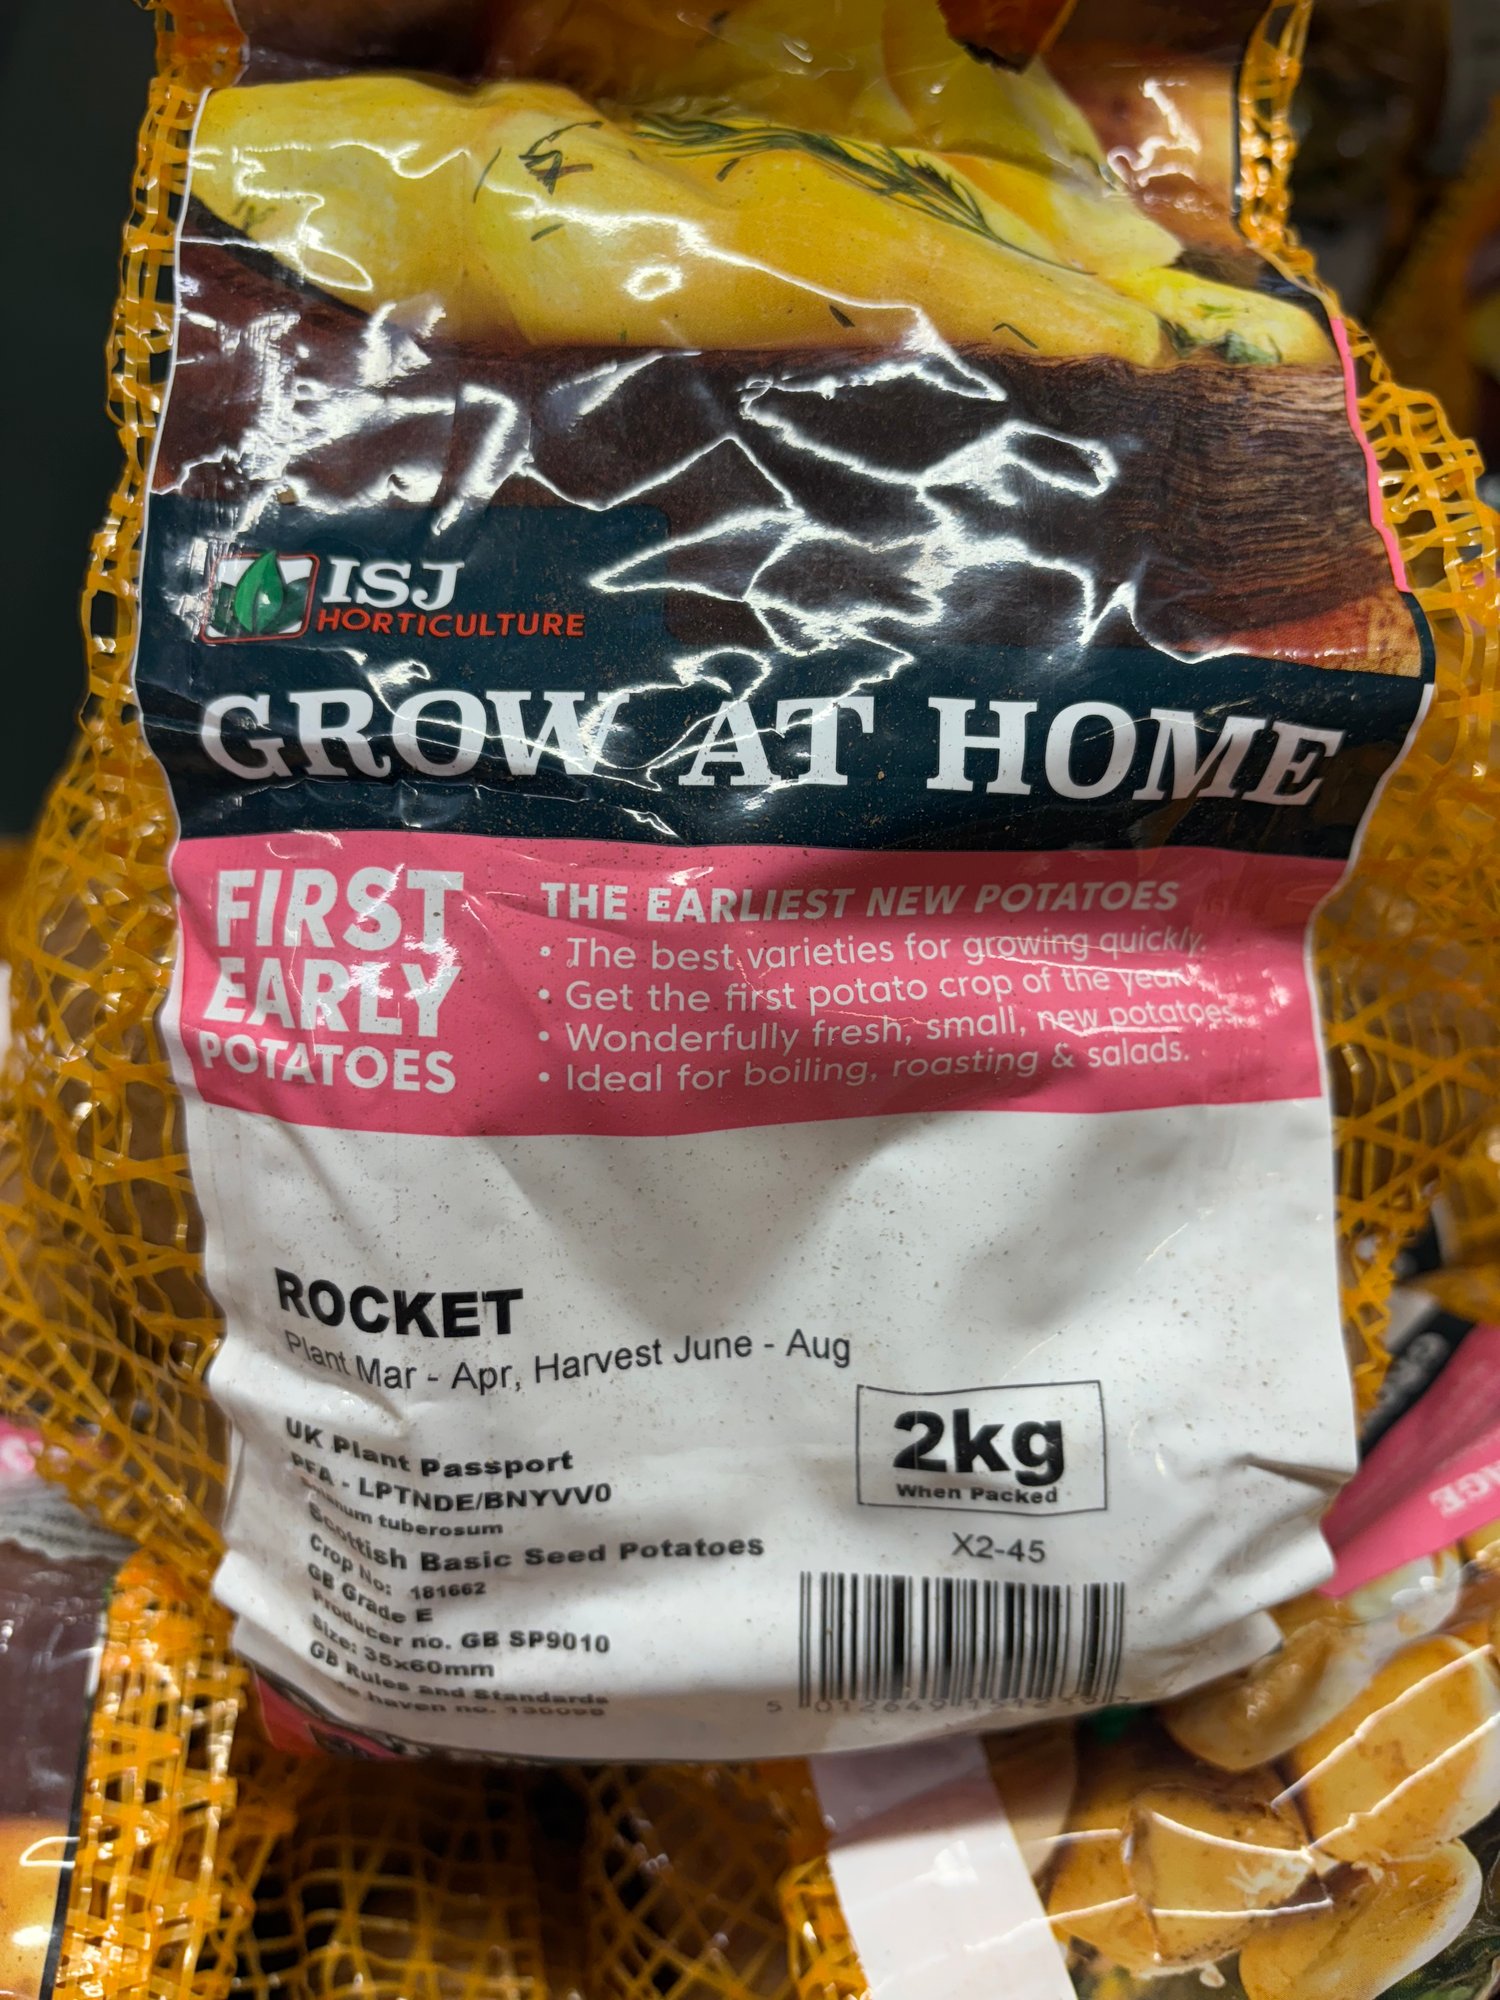 ISJ
HORTICULTURE
GROW AT HOME
FIRST
EARLY
POTATOES
THE EARLIEST NEW POTATOES
• The best varieties for growing quickly.
• Get the first potato crop of the year.
• Wonderfully fresh, small, new potatoes.
• Ideal for boiling, roasting & salads.
ROCKET
Plant Mar - Apr, Harvest June - Aug
UK Plant Passport
PFA - LPTNDE/BNYVV0
tuberosum
Scottish Basic Seed Potatoes
Crop No: 181662
GB Grade E
Producer no. GB SP9010
Size: 35x60mm
GB Rules and Standards
haven no.
2kg
When Packed
X2-45